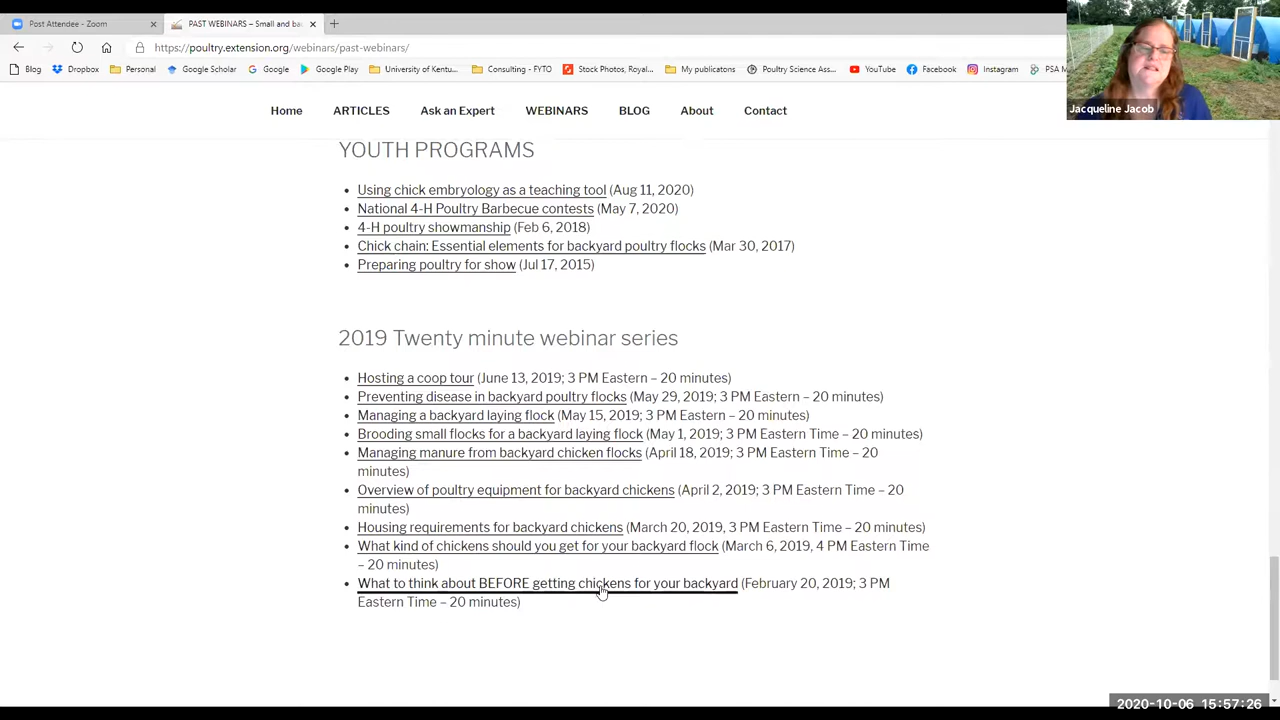 Post Attendee - Zoom
PAST WEBINARS – Small and ba
https://poultry.extension.org/webinars/past-webinars/
Blog Dropbox Personal Google Scholar Google Google Play University of Kentu... Consulting - FYTO Stock Photos, Royal... My publicatons Poultry Science Ass... YouTube Facebook Instagram PSA M
Jacqueline Jacob
Home ARTICLES Ask an Expert WEBINARS BLOG About Contact
YOUTH PROGRAMS
Using chick embryology as a teaching tool (Aug 11, 2020)
National 4-H Poultry Barbecue contests (May 7, 2020)
4-H poultry showmanship (Feb 6, 2018)
Chick chain: Essential elements for backyard poultry flocks (Mar 30, 2017)
Preparing poultry for show (Jul 17, 2015)
2019 Twenty minute webinar series
Hosting a coop tour (June 13, 2019; 3 PM Eastern – 20 minutes)
Preventing disease in backyard poultry flocks (May 29, 2019; 3 PM Eastern – 20 minutes)
Managing a backyard laying flock (May 15, 2019; 3 PM Eastern – 20 minutes)
Brooding small flocks for a backyard laying flock (May 1, 2019; 3 PM Eastern Time – 20 minutes)
Managing manure from backyard chicken flocks (April 18, 2019; 3 PM Eastern Time – 20
minutes)
Overview of poultry equipment for backyard chickens (April 2, 2019; 3 PM Eastern Time – 20
minutes)
Housing requirements for backyard chickens (March 20, 2019, 3 PM Eastern Time – 20 minutes)
What kind of chickens should you get for your backyard flock (March 6, 2019, 4 PM Eastern Time
– 20 minutes)
What to think about BEFORE getting chickens for your backyard (February 20, 2019; 3 PM
Eastern Time – 20 minutes)
2020-10-06 15:57:26